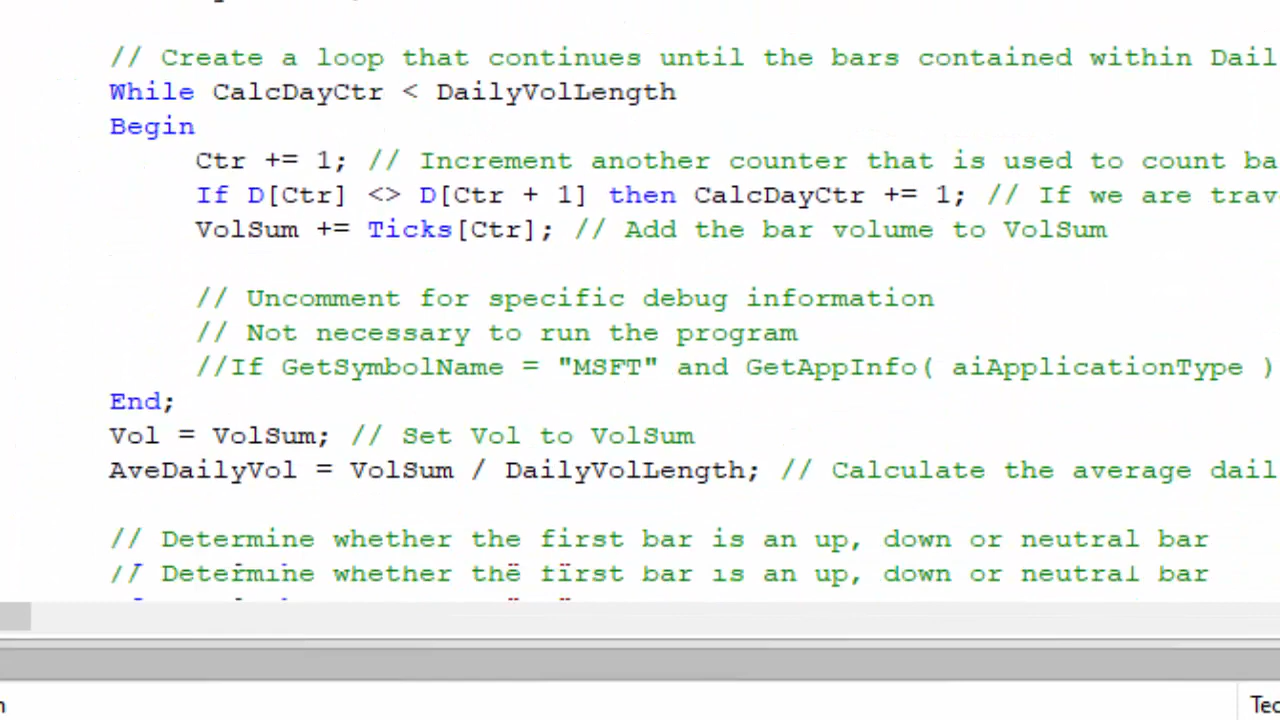 // Create a loop that continues until the bars contained within Dail
While CalcDayCtr < DailyVolLength
Begin
Ctr += 1; // Increment another counter that is used to count ba
If D[Ctr] <> D[Ctr + 1] then CalcDayCtr += 1; // If we are trav
VolSum += Ticks[Ctr]; // Add the bar volume to VolSum
// Uncomment for specific debug information
// Not necessary to run the program
//If GetSymbolName = "MSFT" and GetAppInfo( aiApplicationType )
End;
Vol = VolSum; // Set Vol to VolSum
AveDailyVol = VolSum / DailyVolLength; // Calculate the average dail
// Determine whether the first bar is an up, down or neutral bar
// Determine whether the first bar is an up, down or neutral bar
Tec